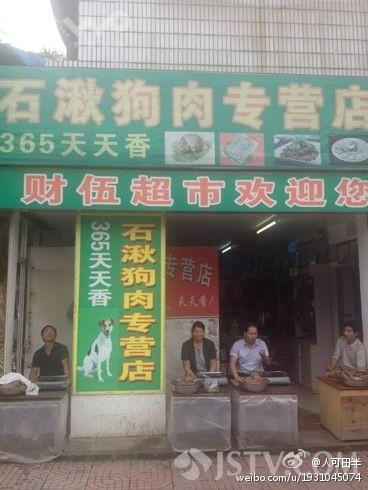 石湫狗肉专营店
365天天香
财伍超市欢迎您
石湫狗肉专营店
365天天香
专营店
天天香!
JSTV.COM
@人可田半
weibo.com/u/1931045074